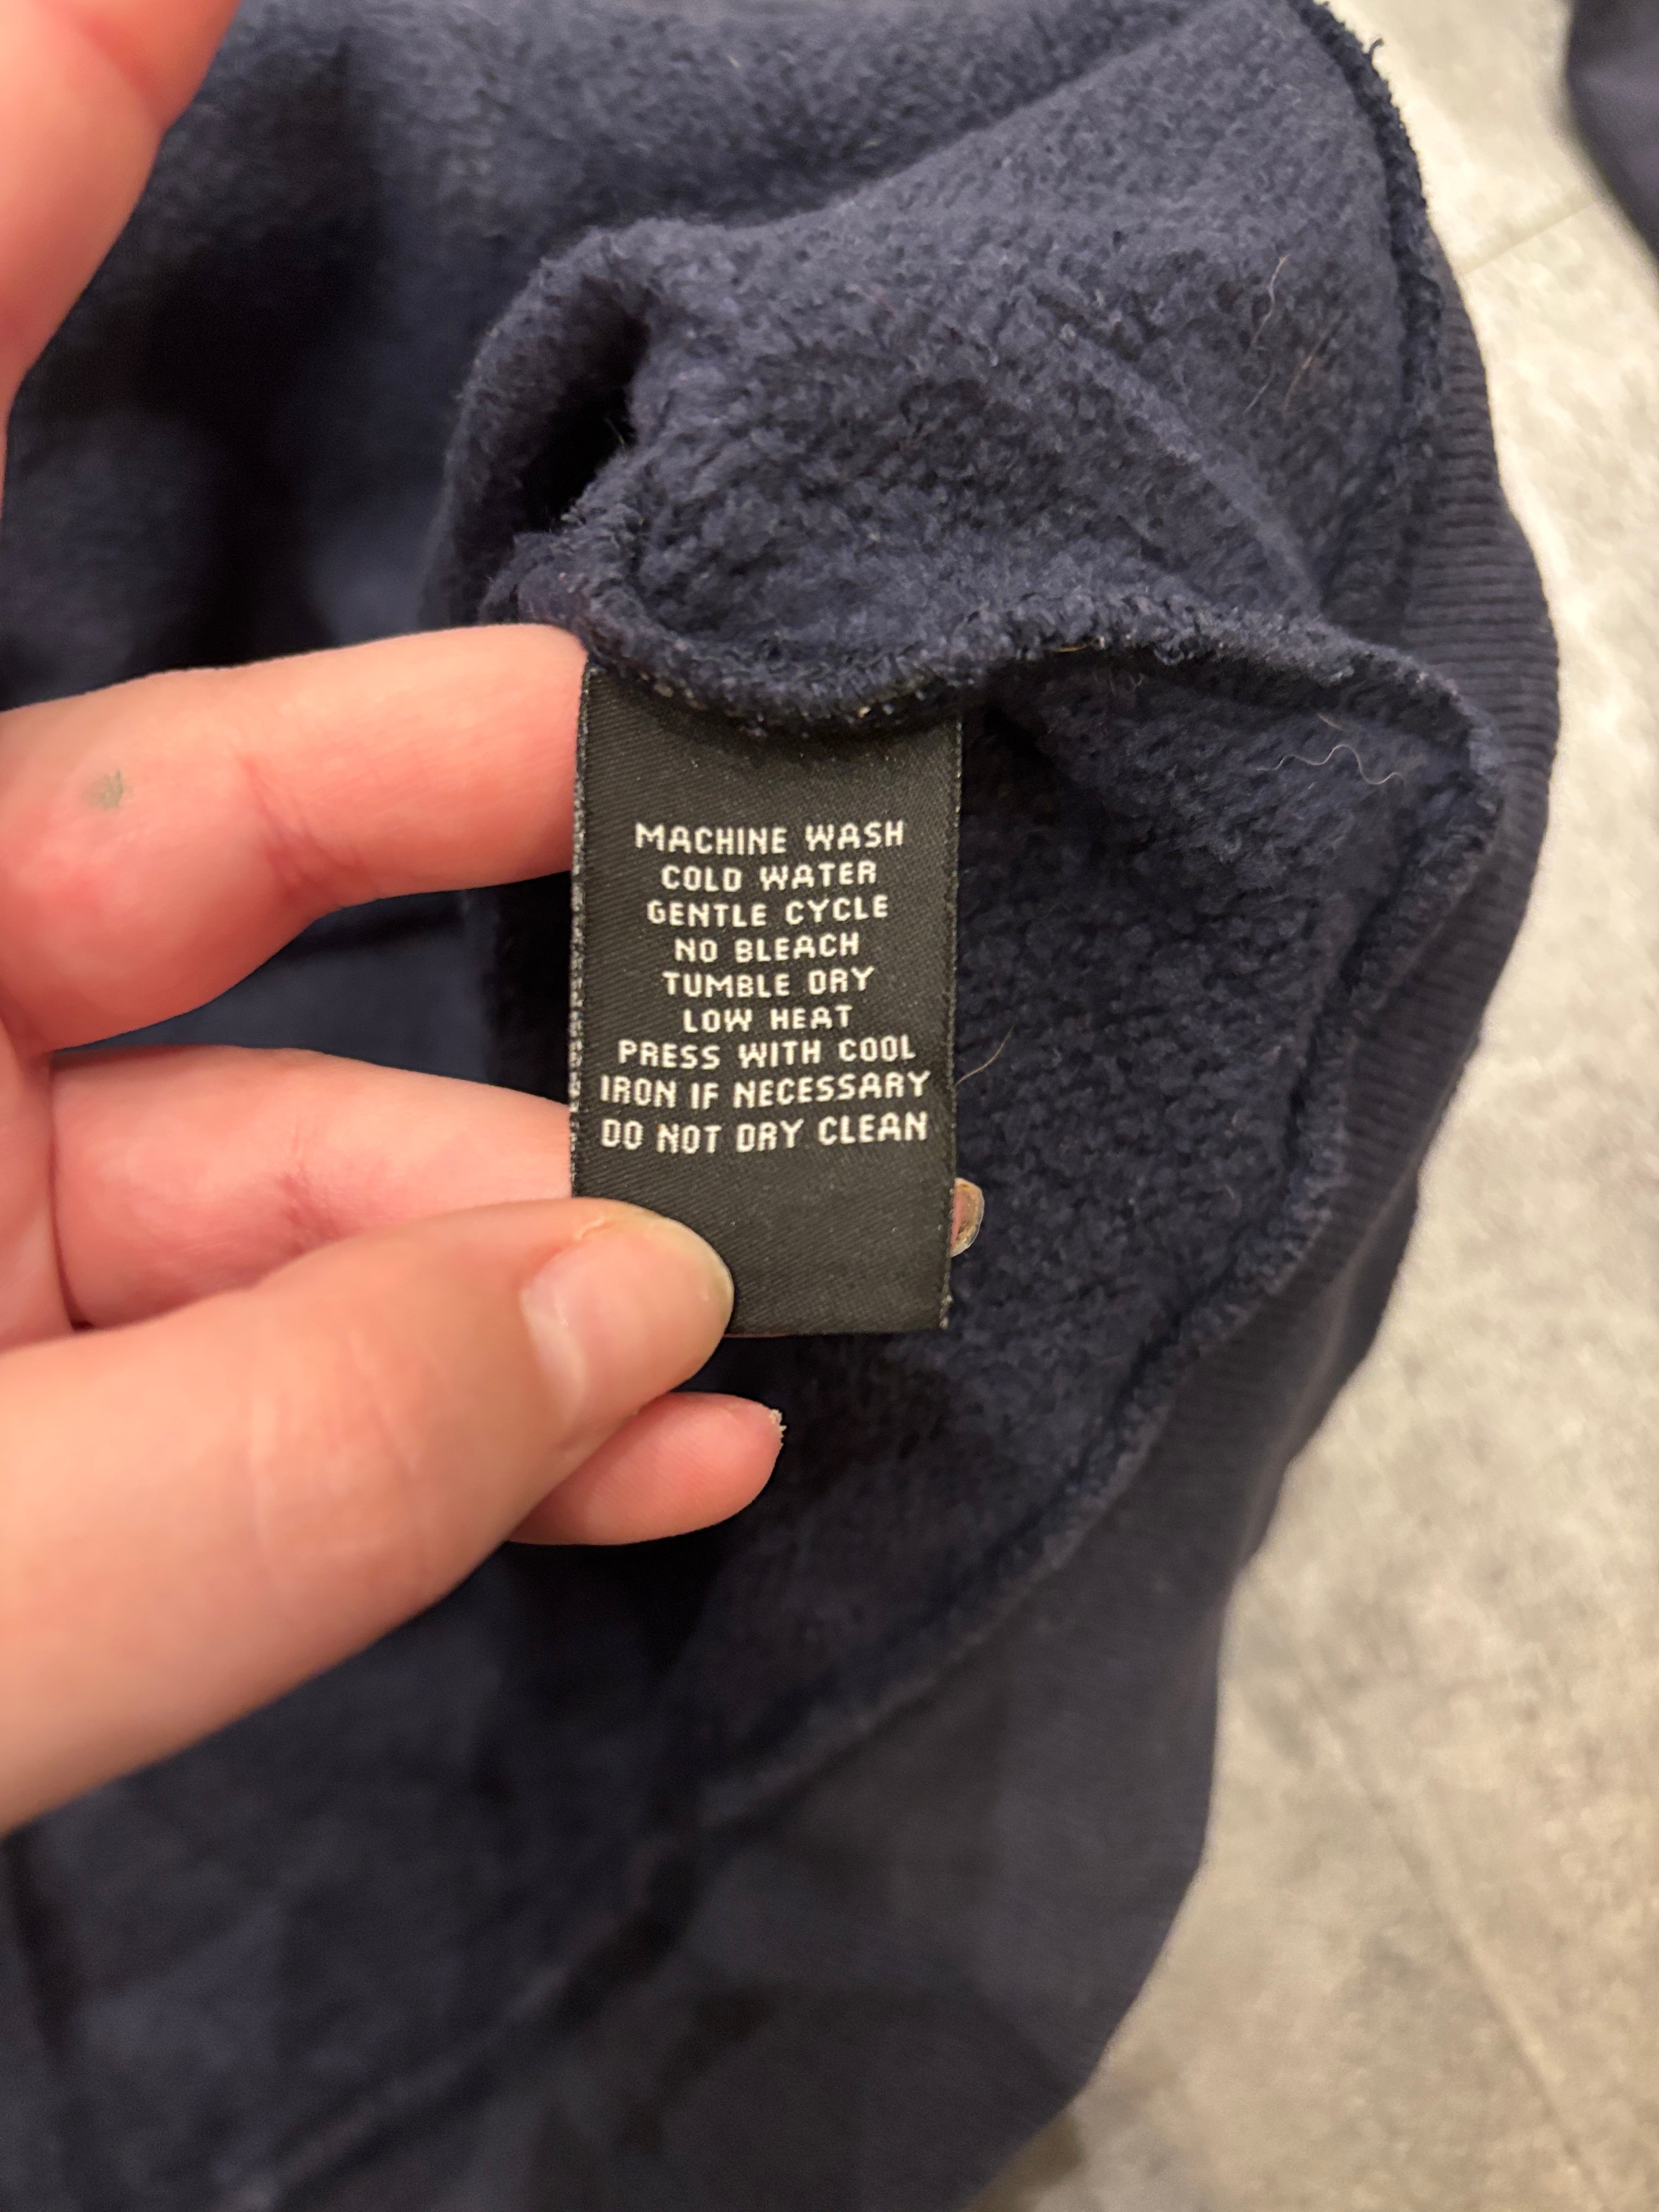 MACHINE WASH
COLD WATER
GENTLE CYCLE
NO BLEACH
TUMBLE DRY
LOW HEAT
PRESS WITH COOL
IRON IF NECESSARY
DO NOT DRY CLEAN